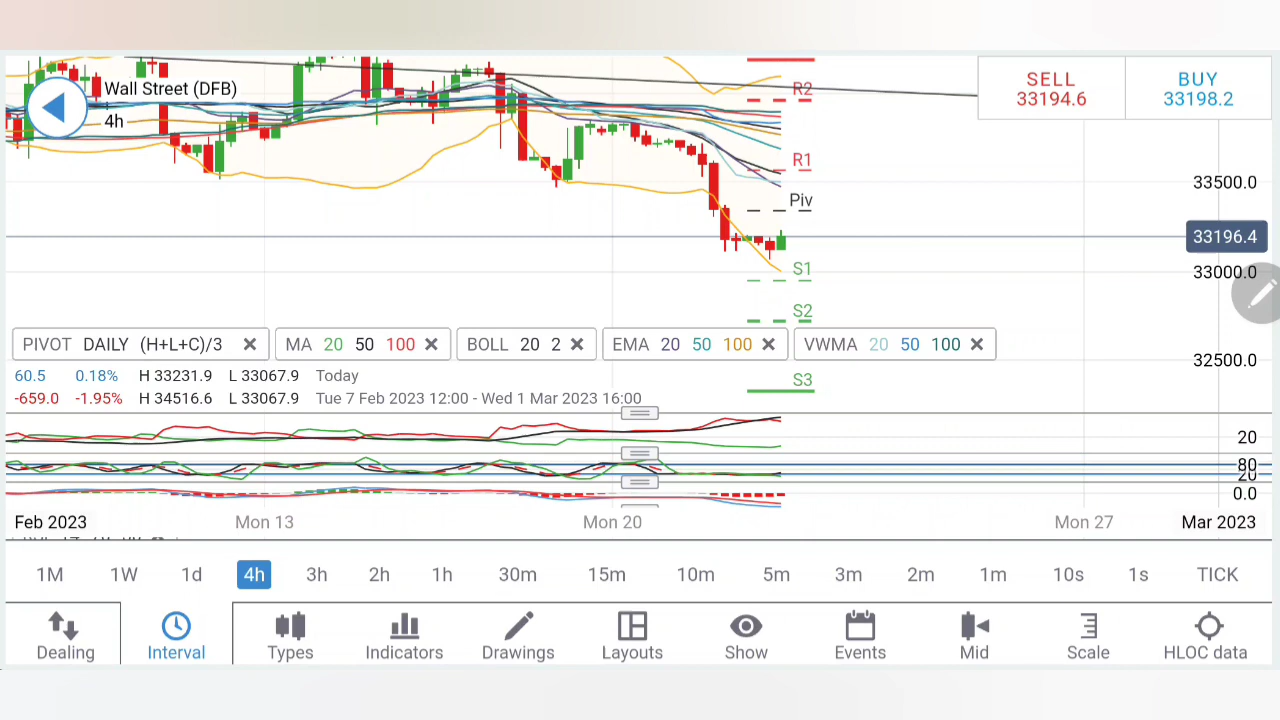 Wall Street (DFB)
4h
SELL
33194.6
BUY
33198.2
R2
R1
Piv
S1
S2
S3
33500.0
33196.4
33000.0
32500.0
PIVOT DAILY (H+L+C)/3 ✕ MA 20 50 100 ✕ BOLL 20 2 ✕ EMA 20 50 100 ✕ VWMA 20 50 100 ✕
60.5 0.18% H 33231.9 L 33067.9 Today
-659.0 -1.95% H 34516.6 L 33067.9 Tue 7 Feb 2023 12:00 - Wed 1 Mar 2023 16:00
20
80
20
0.0
Feb 2023 Mon 13 Mon 20 Mon 27 Mar 2023
1M 1W 1d 4h 3h 2h 1h 30m 15m 10m 5m 3m 2m 1m 10s 1s TICK
Dealing Interval Types Indicators Drawings Layouts Show Events Mid Scale HLOC data